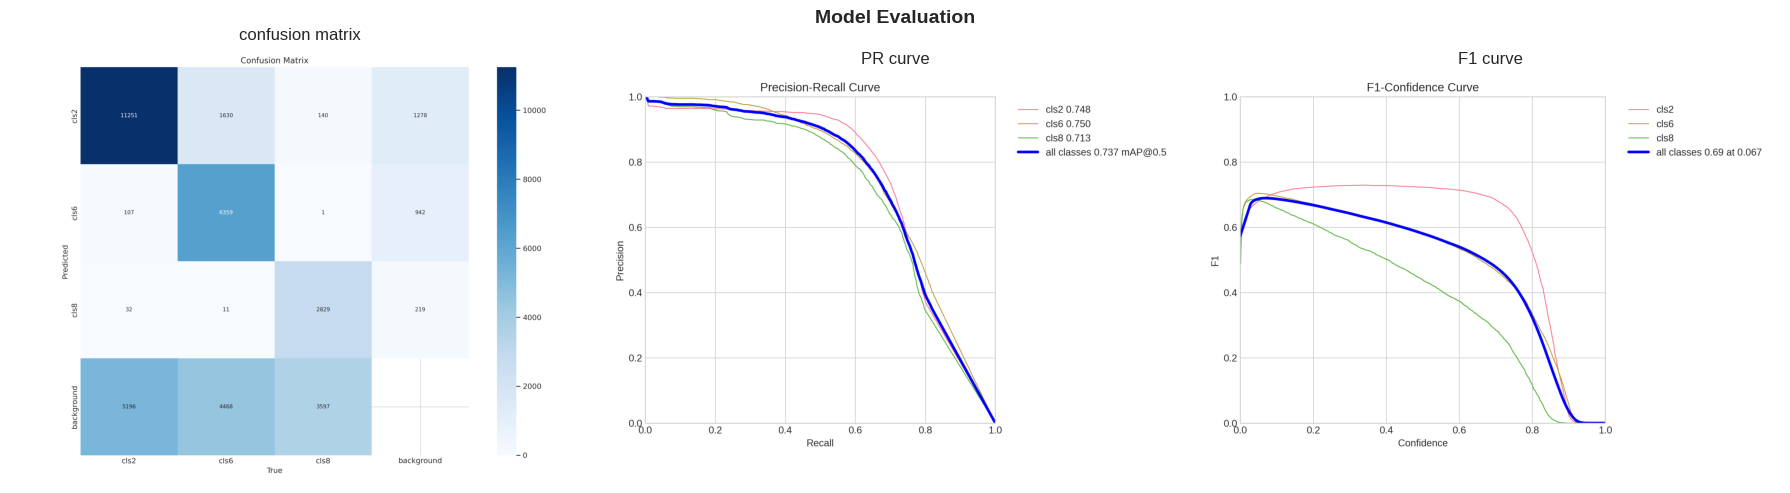 Model Evaluation
confusion matrix
Confusion Matrix
cls2
cls6
cls8
background
Predicted
11251 1630 140 1278
107 6359 1 942
32 11 2829 219
5196 4468 3597
cls2 cls6 cls8 background
True
10000
8000
6000
4000
2000
0
PR curve
Precision-Recall Curve
1.0
0.8
0.6
0.4
0.2
0.0
Precision
0.0 0.2 0.4 0.6 0.8 1.0
Recall
cls2 0.748
cls6 0.750
cls8 0.713
all classes 0.737 mAP@0.5
F1 curve
F1-Confidence Curve
1.0
0.8
0.6
0.4
0.2
0.0
F1
0.0 0.2 0.4 0.6 0.8 1.0
Confidence
cls2
cls6
cls8
all classes 0.69 at 0.067